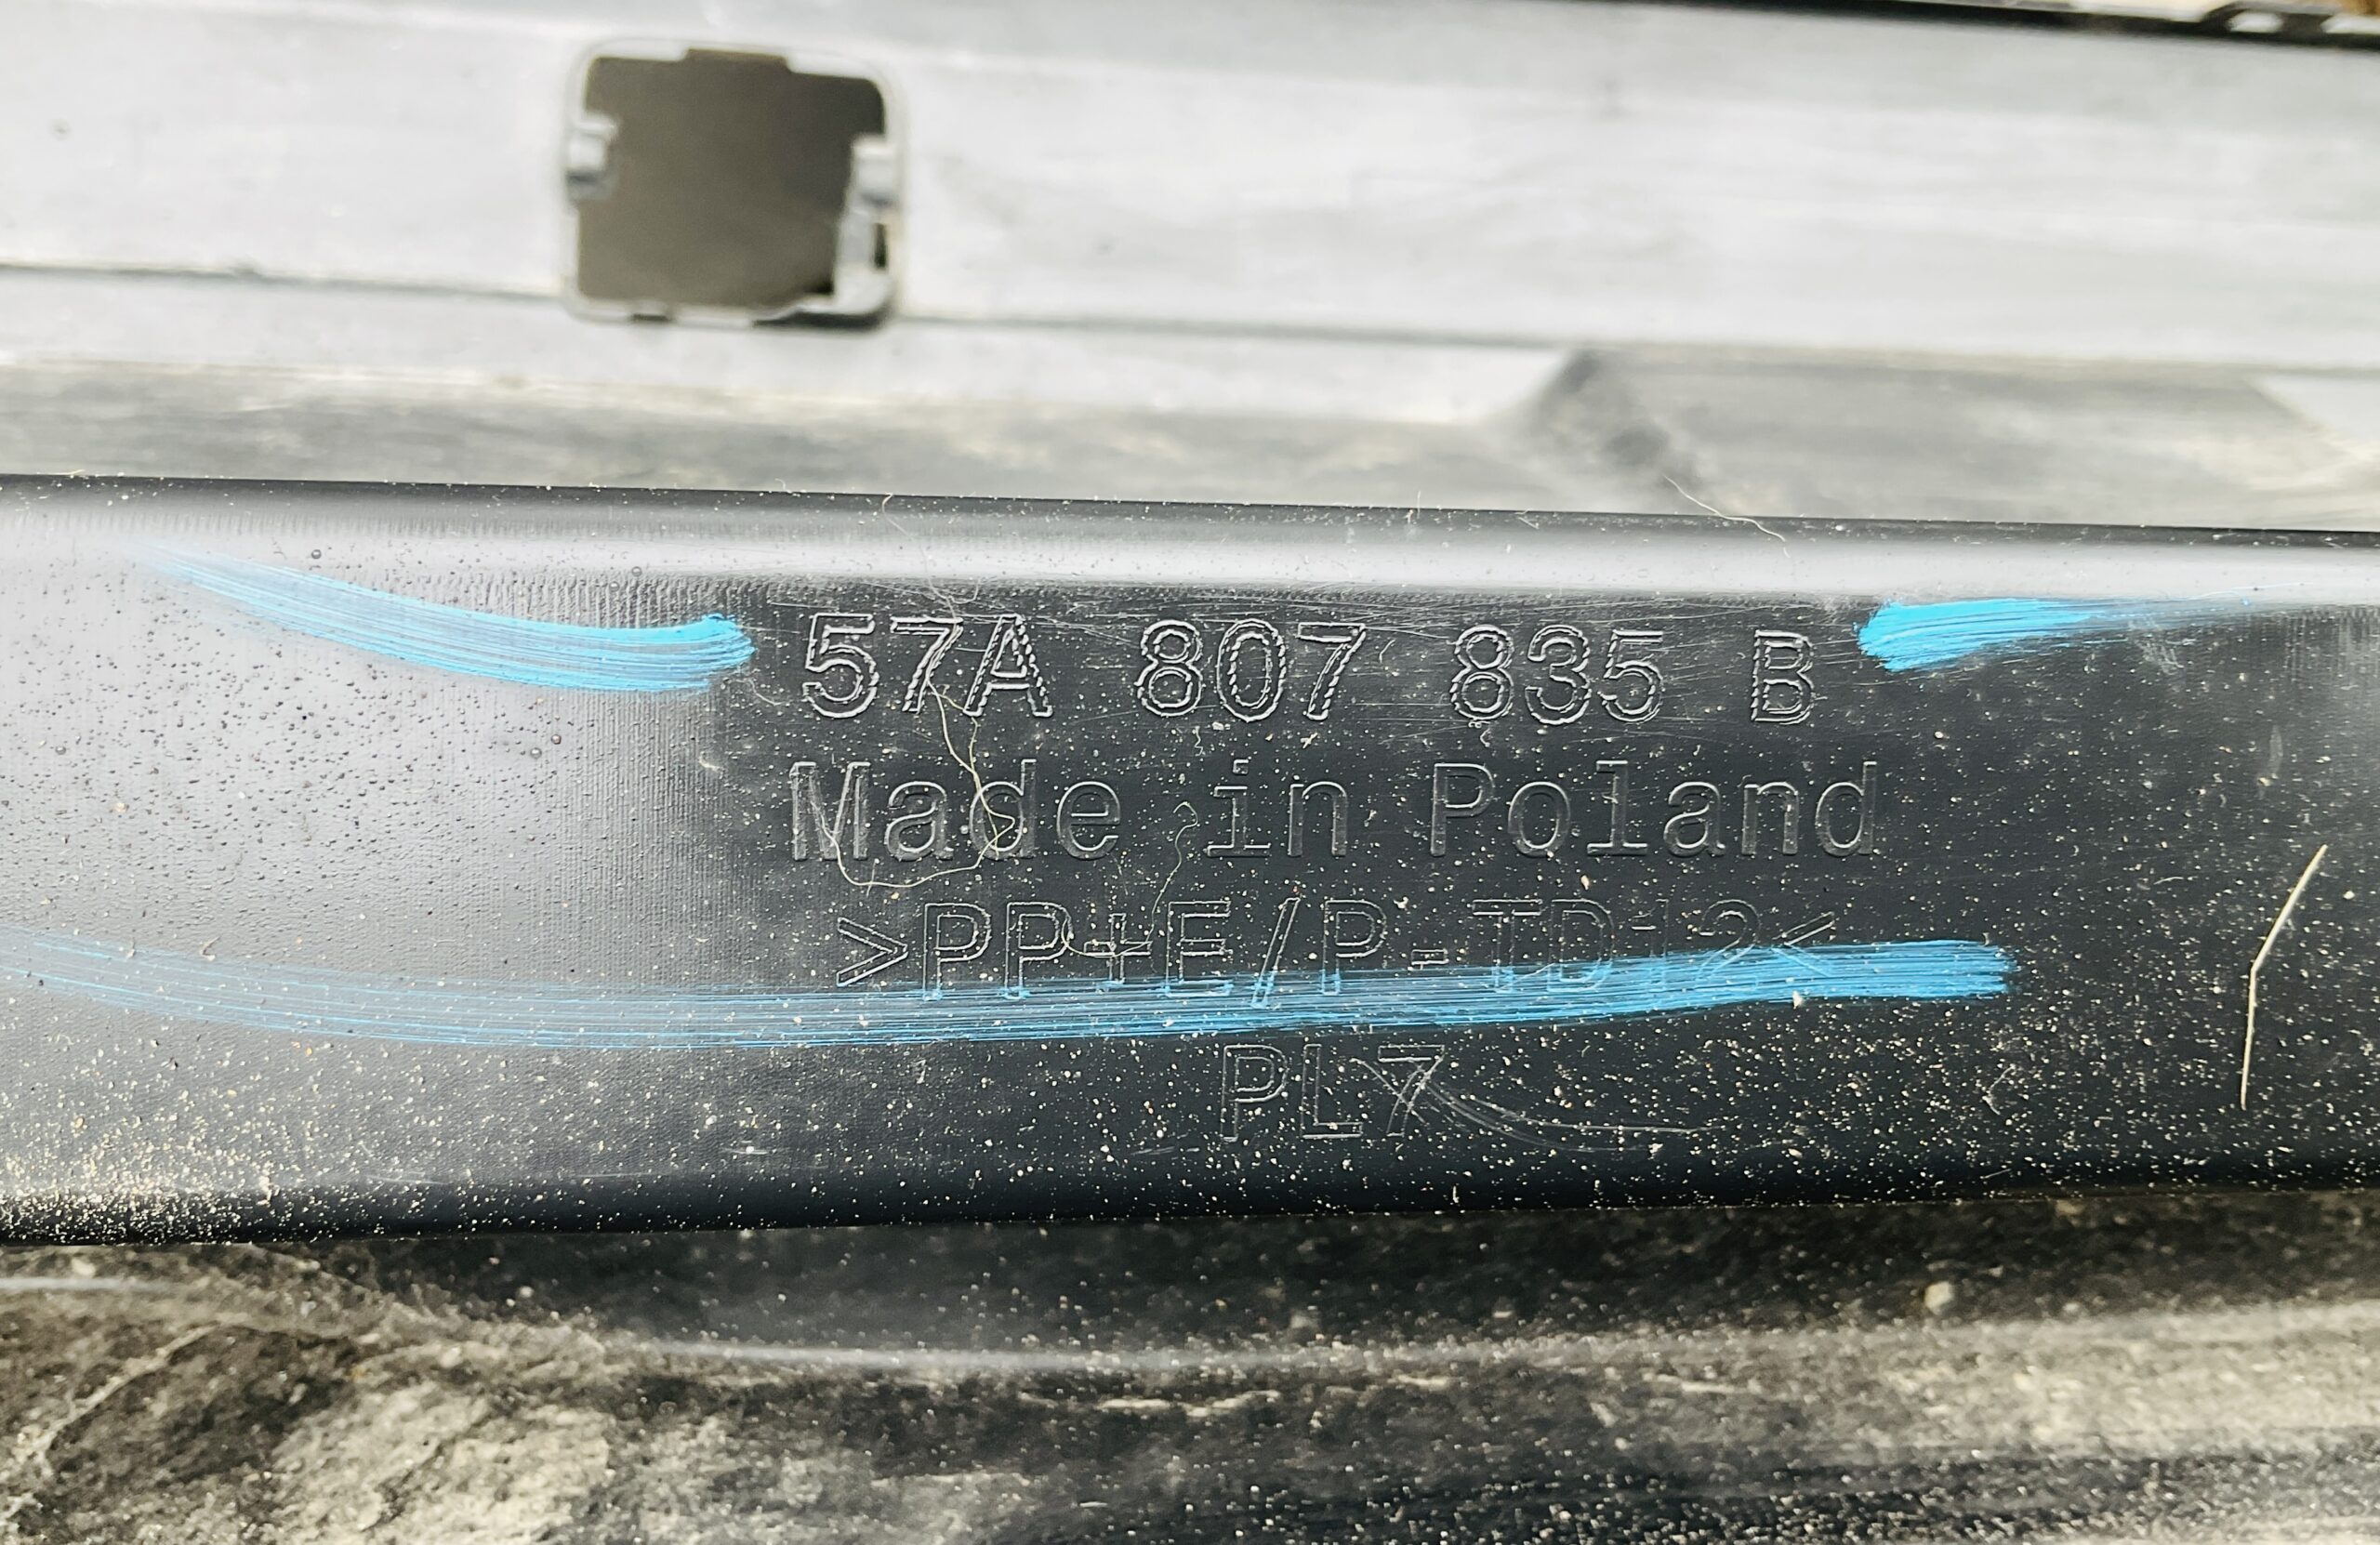 57A 807 835 B
Made in Poland
>PP+E/P-TD12<
PL7